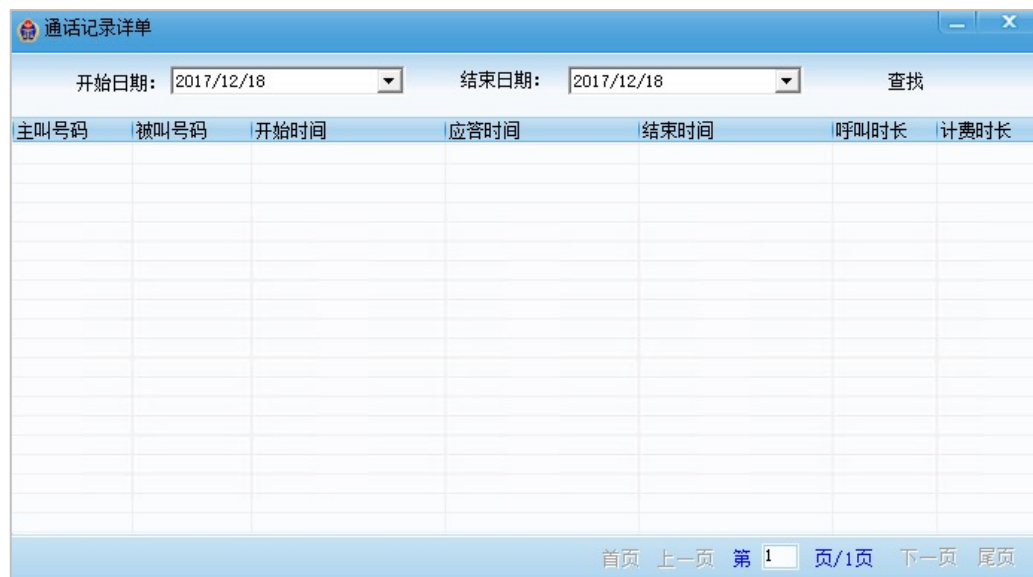 通话记录详单
开始日期: 2017/12/18 结束日期: 2017/12/18 查找
主叫号码 被叫号码 开始时间 应答时间 结束时间 呼叫时长 计费时长
首页 上一页 第 1 页/1页 下一页 尾页